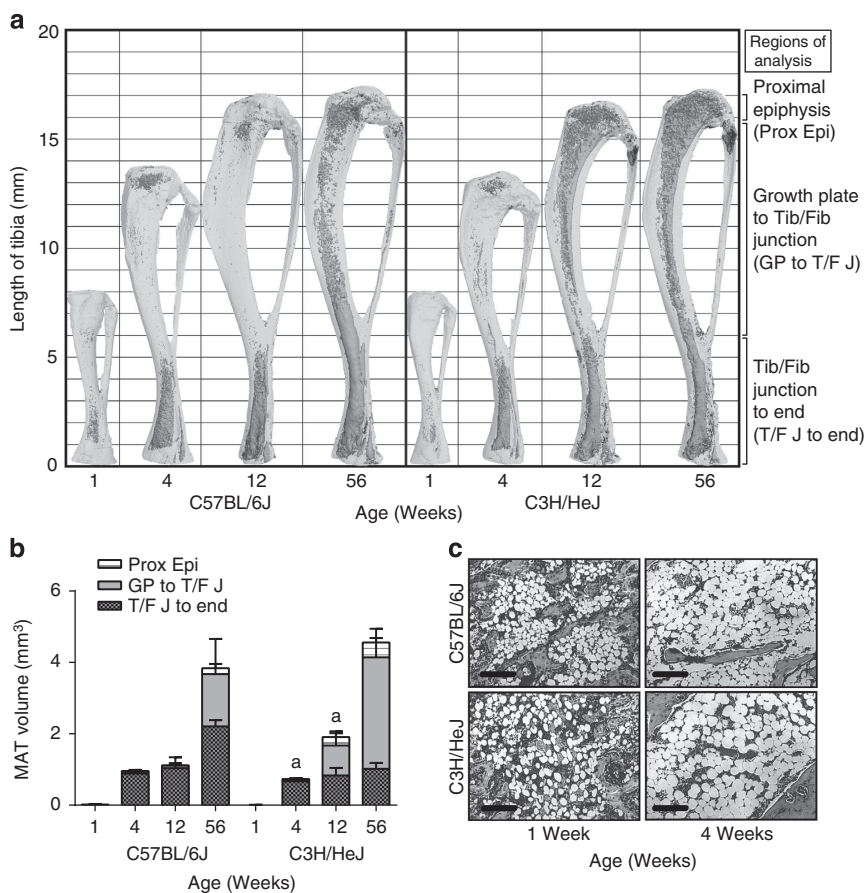 a
20
15
10
5
0
Length of tibia (mm)
Regions of
analysis
Proximal
epiphysis
(Prox Epi)
Growth plate
to Tib/Fib
junction
(GP to T/F J)
Tib/Fib
junction
to end
(T/F J to end)
1 4 12 56 1 4 12 56
C57BL/6J C3H/HeJ
Age (Weeks)
b
Prox Epi
GP to T/F J
T/F J to end
6
4
2
0
MAT volume (mm³)
a
a
1 4 12 56 1 4 12 56
C57BL/6J C3H/HeJ
Age (Weeks)
c
C57BL/6J
C3H/HeJ
1 Week 4 Weeks
Age (Weeks)